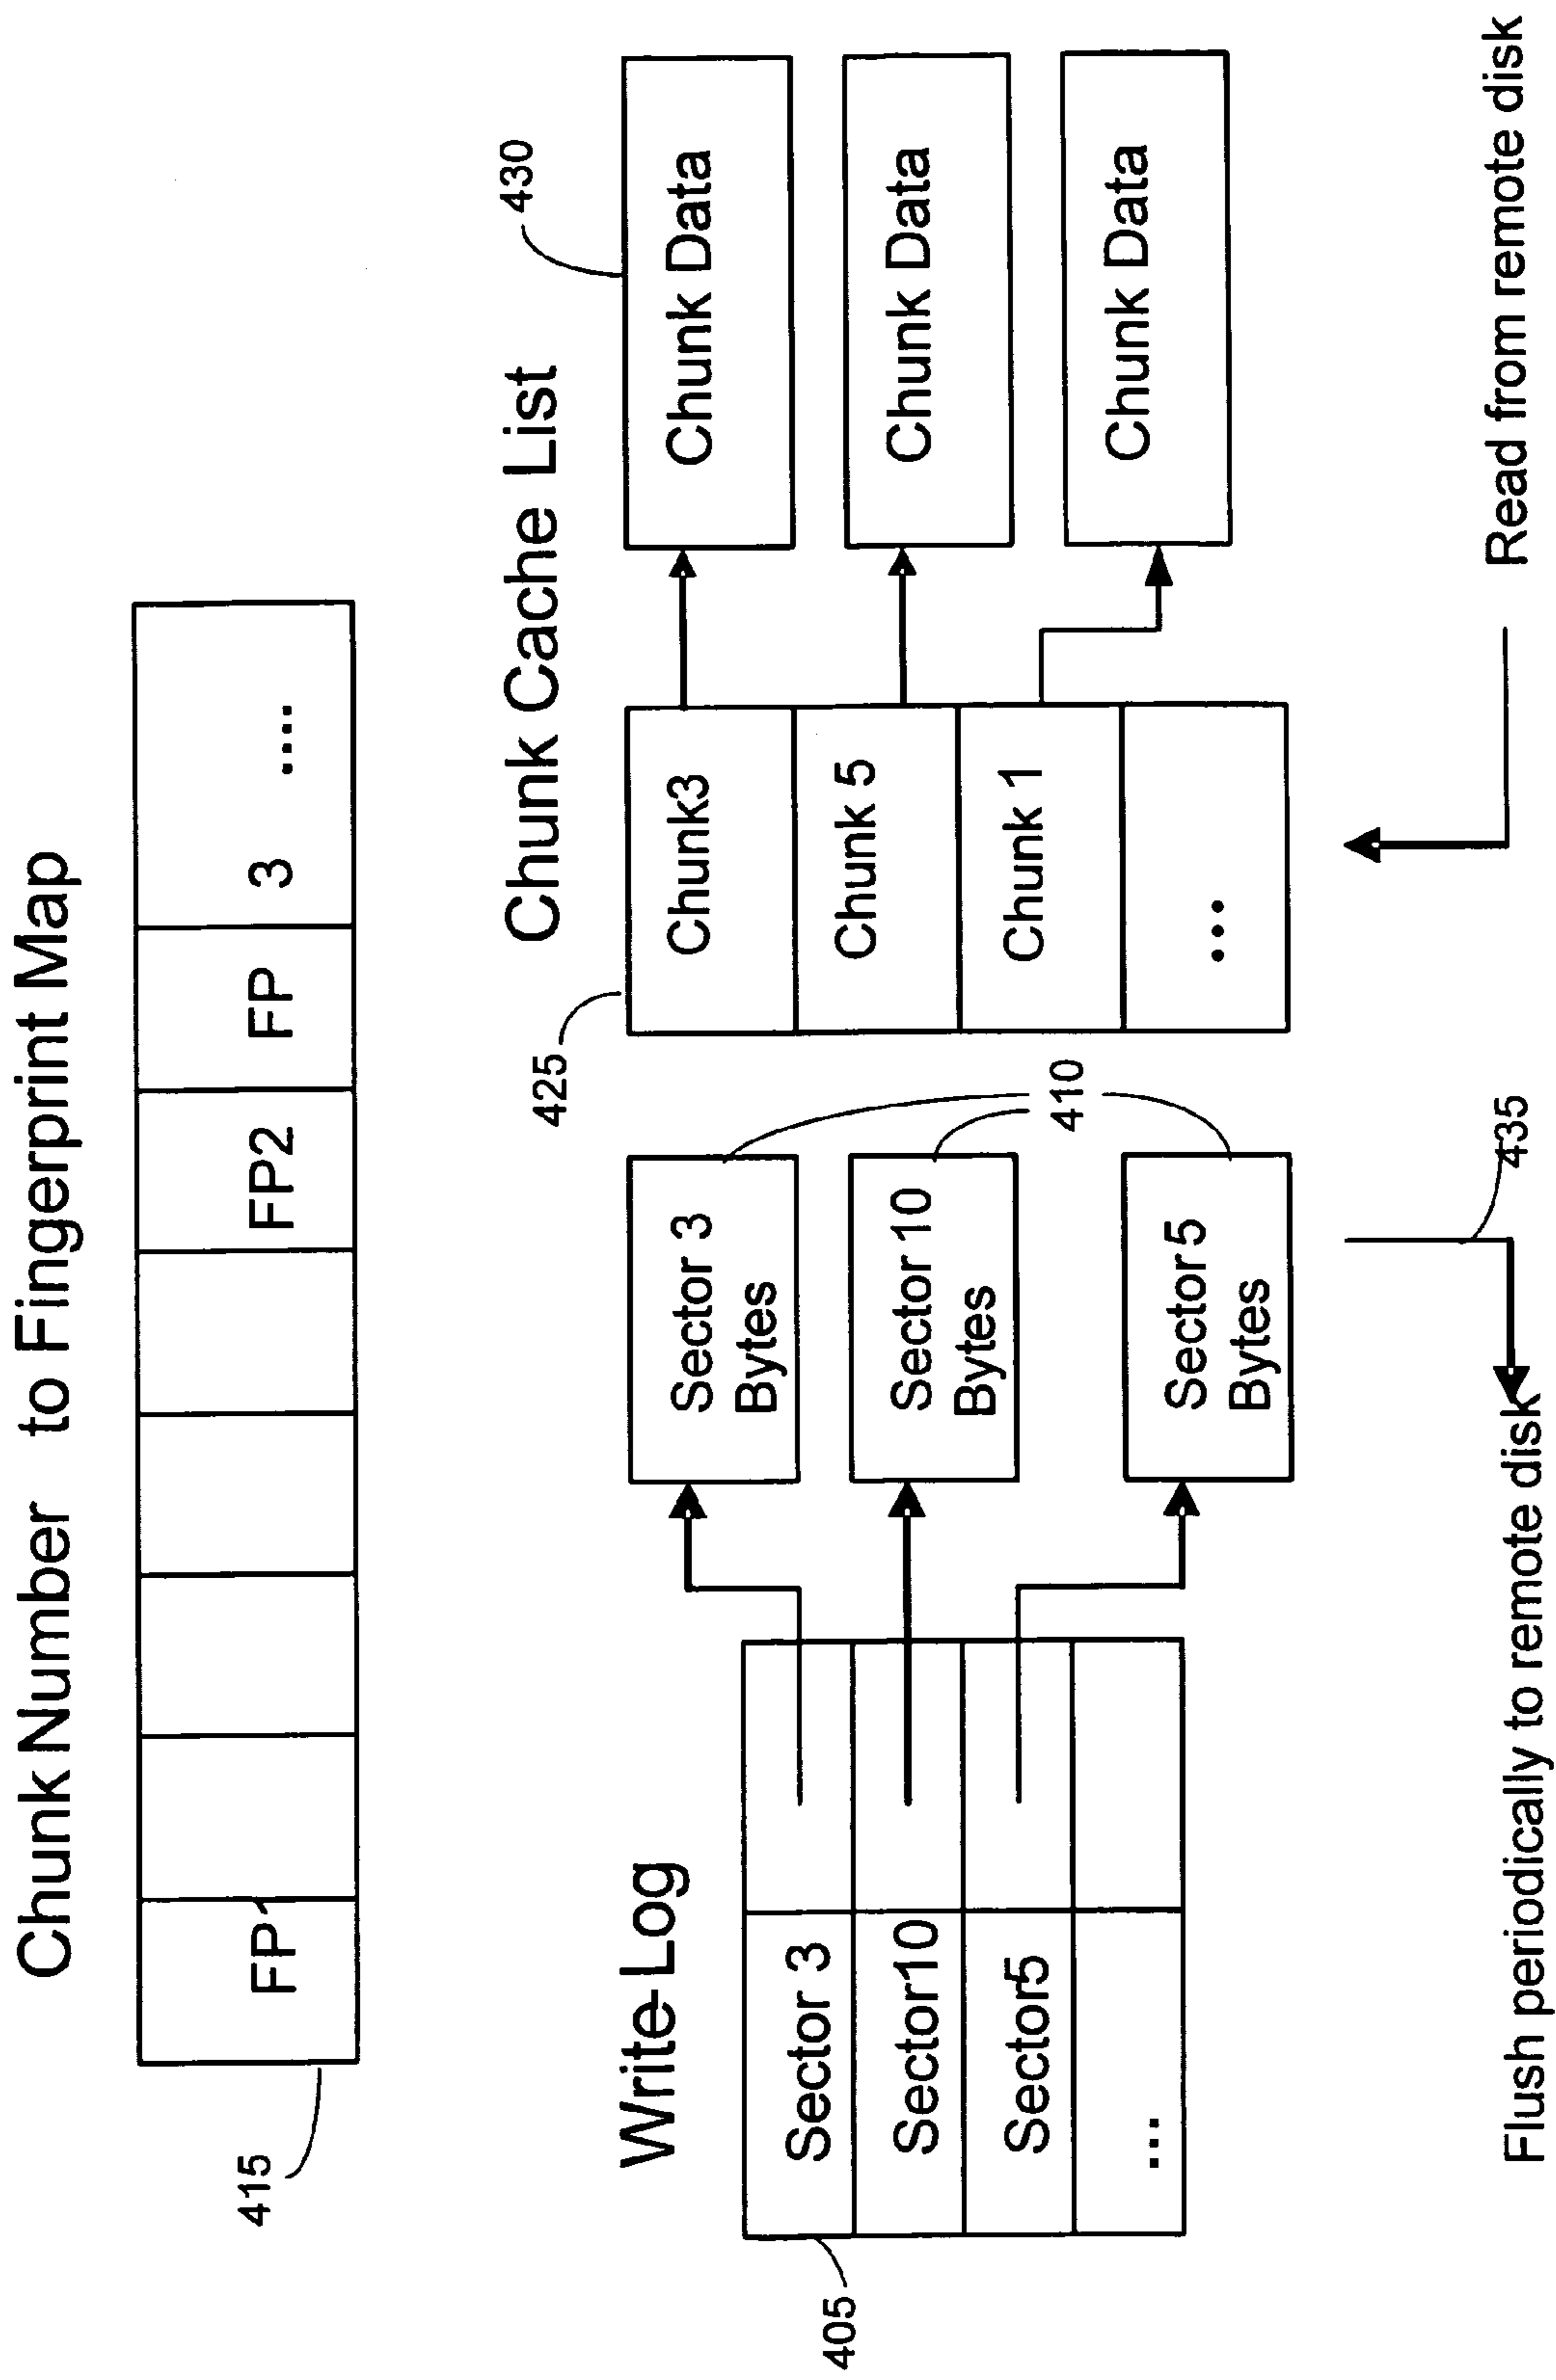 Chunk Number to Fingerprint Map
415
FP1
FP2
FP
3 ....
Write Log
405
Sector 3
Sector10
Sector5
...
Sector 3
Bytes
Sector 10
Bytes
Sector 5
Bytes
410
Chunk Cache List
425
Chunk3
Chunk 5
Chunk 1
...
430
Chunk Data
Chunk Data
Chunk Data
435
Flush periodically to remote disk
Read from remote disk